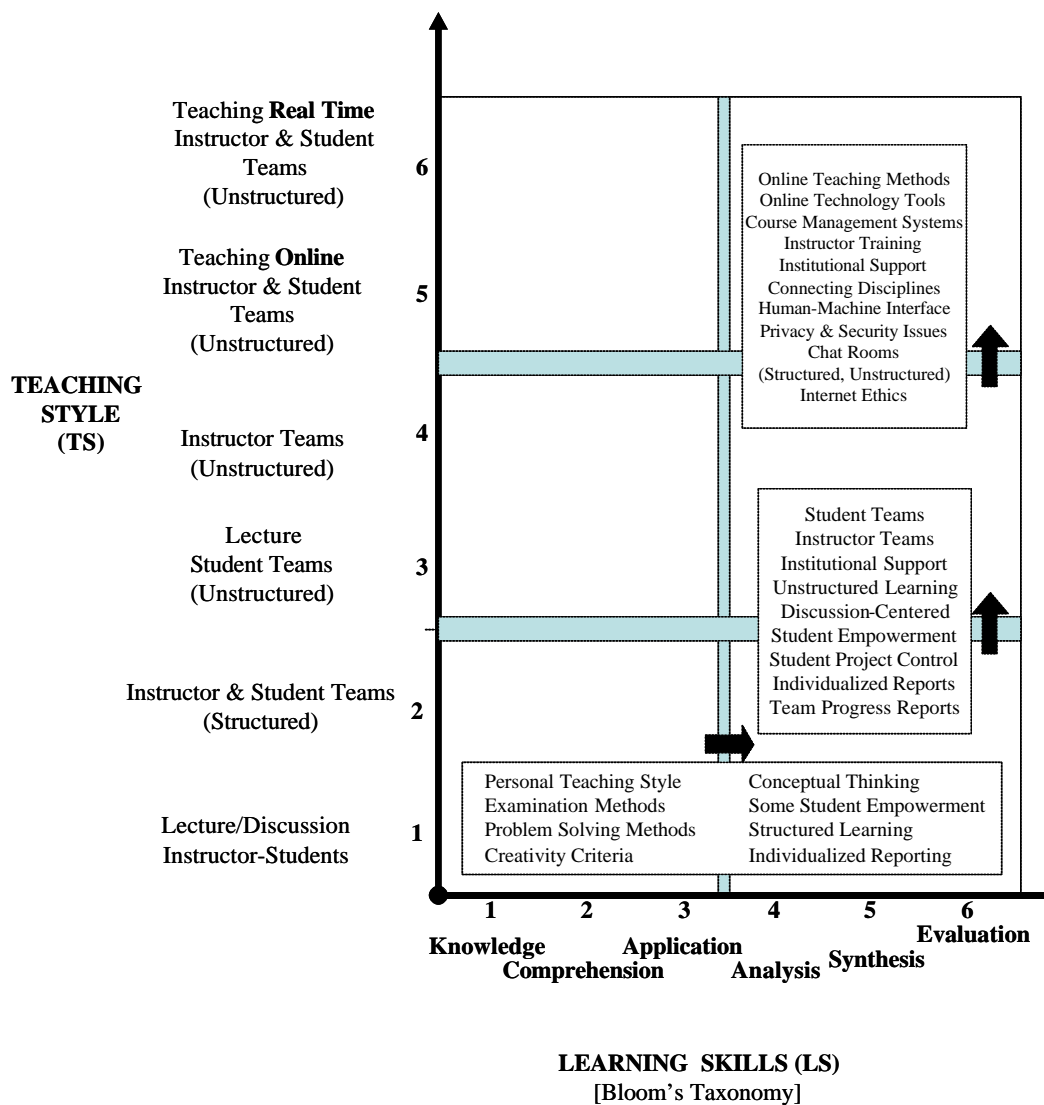 Teaching Real Time
Instructor & Student
Teams
(Unstructured)
6
Teaching Online
Instructor & Student
Teams
(Unstructured)
5
TEACHING
STYLE
(TS)
Instructor Teams
(Unstructured)
4
Lecture
Student Teams
(Unstructured)
3
Instructor & Student Teams
(Structured)
2
Lecture/Discussion
Instructor-Students
1
Online Teaching Methods
Online Technology Tools
Course Management Systems
Instructor Training
Institutional Support
Connecting Disciplines
Human-Machine Interface
Privacy & Security Issues
Chat Rooms
(Structured, Unstructured)
Internet Ethics
Student Teams
Instructor Teams
Institutional Support
Unstructured Learning
Discussion-Centered
Student Empowerment
Student Project Control
Individualized Reports
Team Progress Reports
Personal Teaching Style
Examination Methods
Problem Solving Methods
Creativity Criteria
Conceptual Thinking
Some Student Empowerment
Structured Learning
Individualized Reporting
1 2 3 4 5 6
Knowledge
Comprehension
Application
Analysis
Synthesis
Evaluation
LEARNING SKILLS (LS)
[Bloom's Taxonomy]